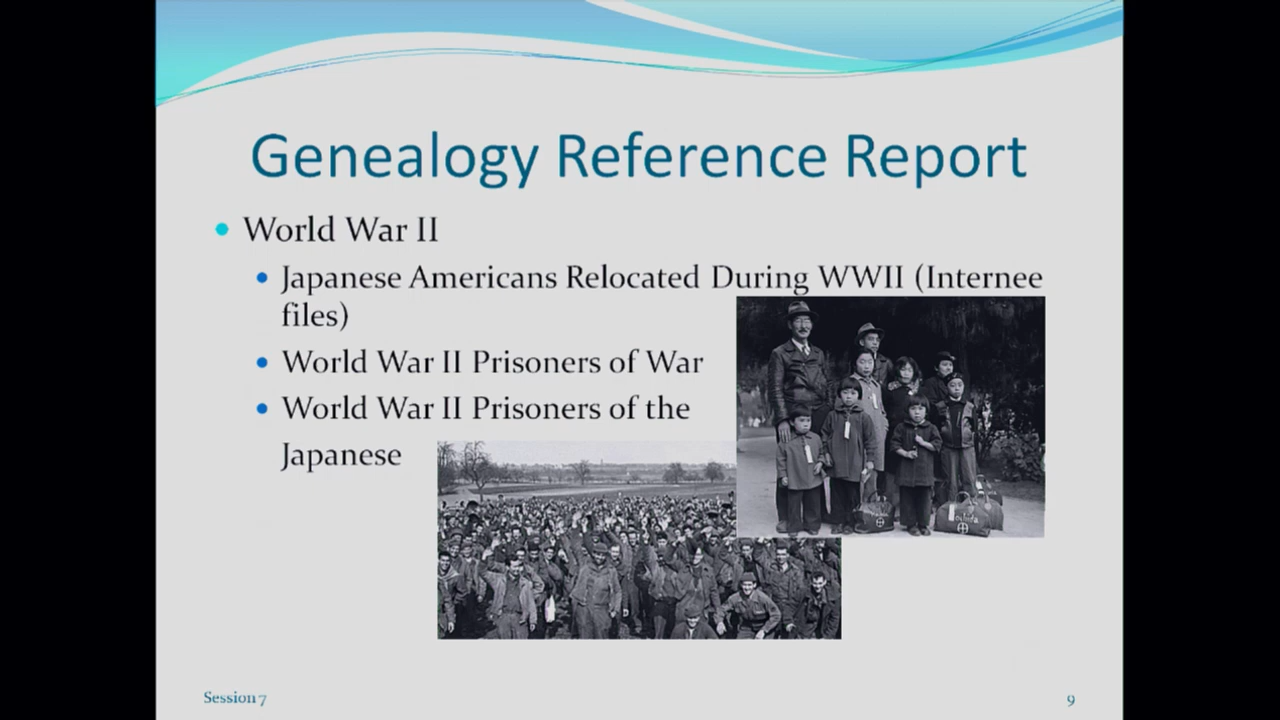 Genealogy Reference Report
World War II
Japanese Americans Relocated During WWII (Internee
files)
World War II Prisoners of War
World War II Prisoners of the
Japanese
Session 7
9